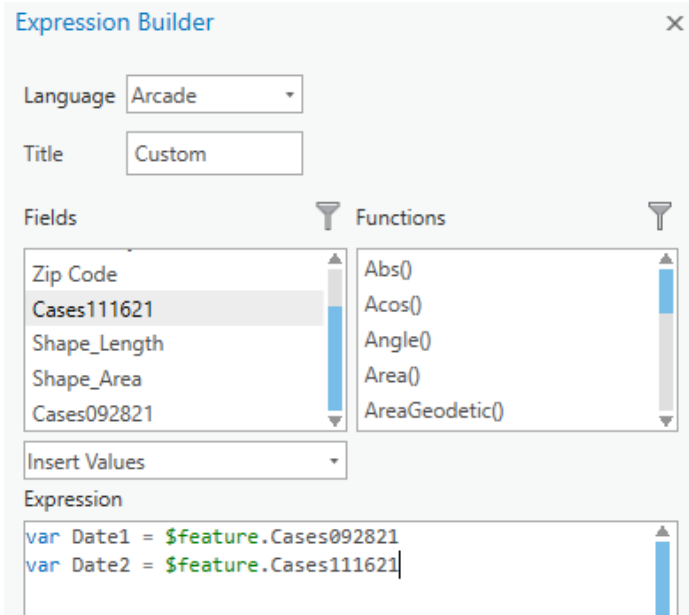 Expression Builder
Language Arcade
Title Custom
Fields Functions
Zip Code Abs()
Cases111621 Acos()
Shape_Length Angle()
Shape_Area Area()
Cases092821 AreaGeodetic()
Insert Values
Expression
var Date1 = $feature.Cases092821
var Date2 = $feature.Cases111621